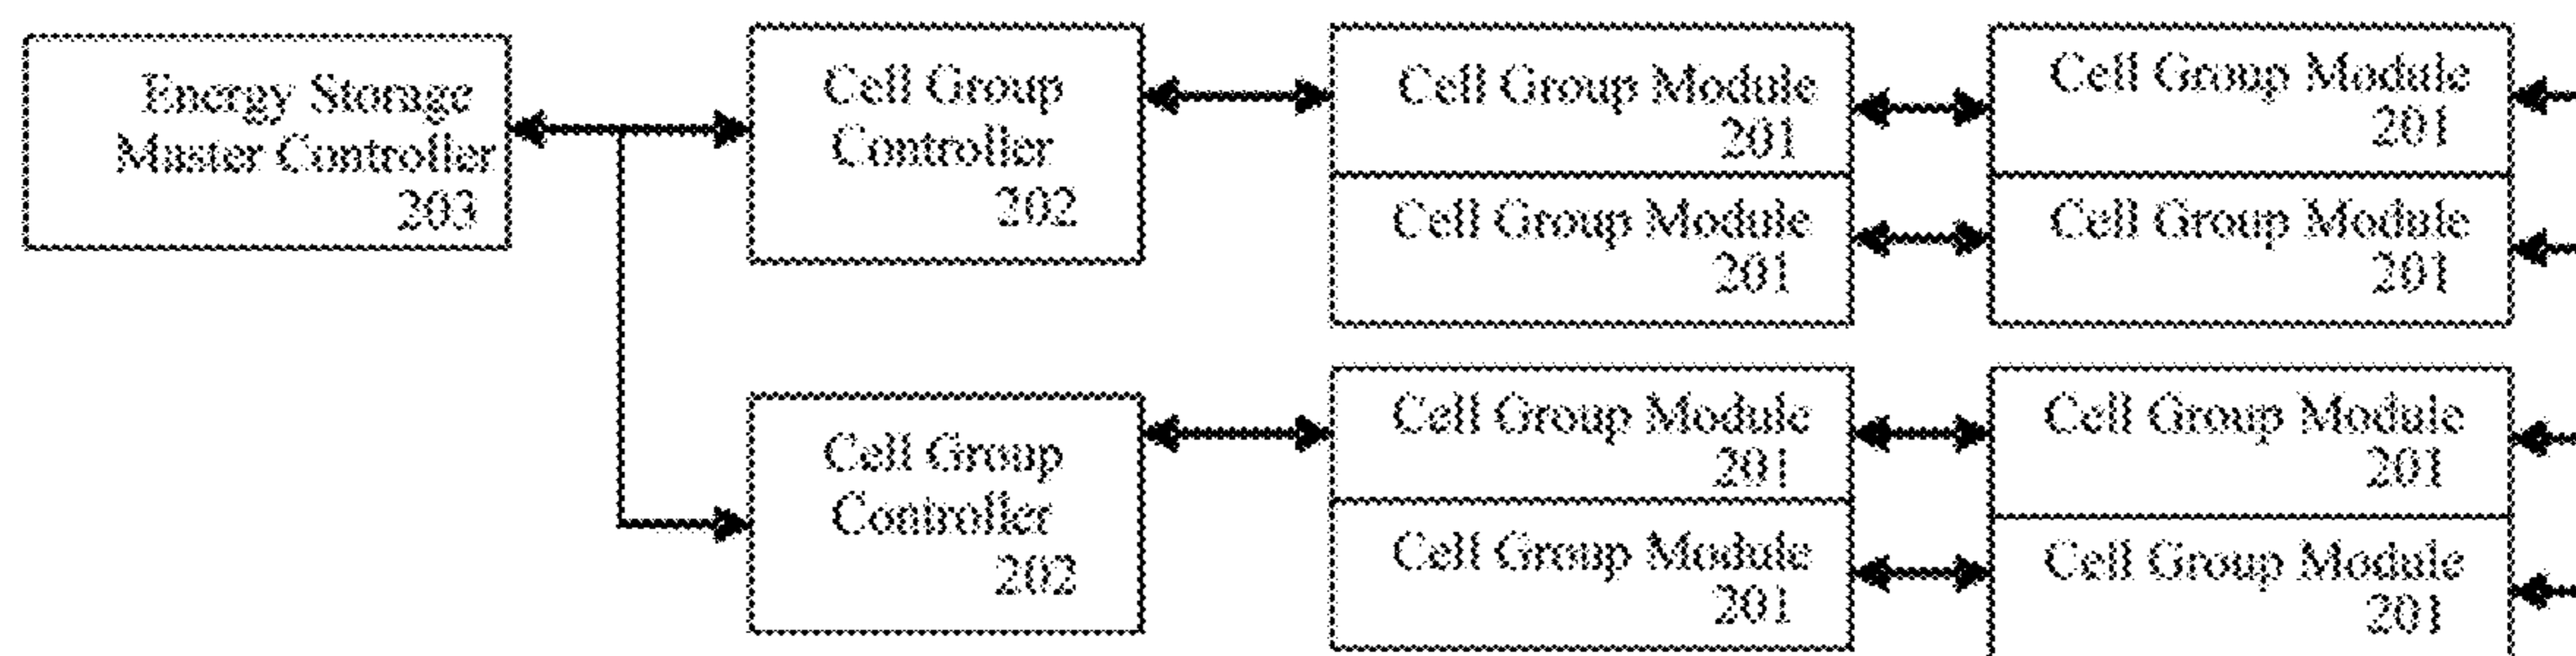 Energy Storage
Master Controller
203
Cell Group
Controller
202
Cell Group Module
201
Cell Group Module
201
Cell Group Module
201
Cell Group Module
201
Cell Group
Controller
202
Cell Group Module
201
Cell Group Module
201
Cell Group Module
201
Cell Group Module
201